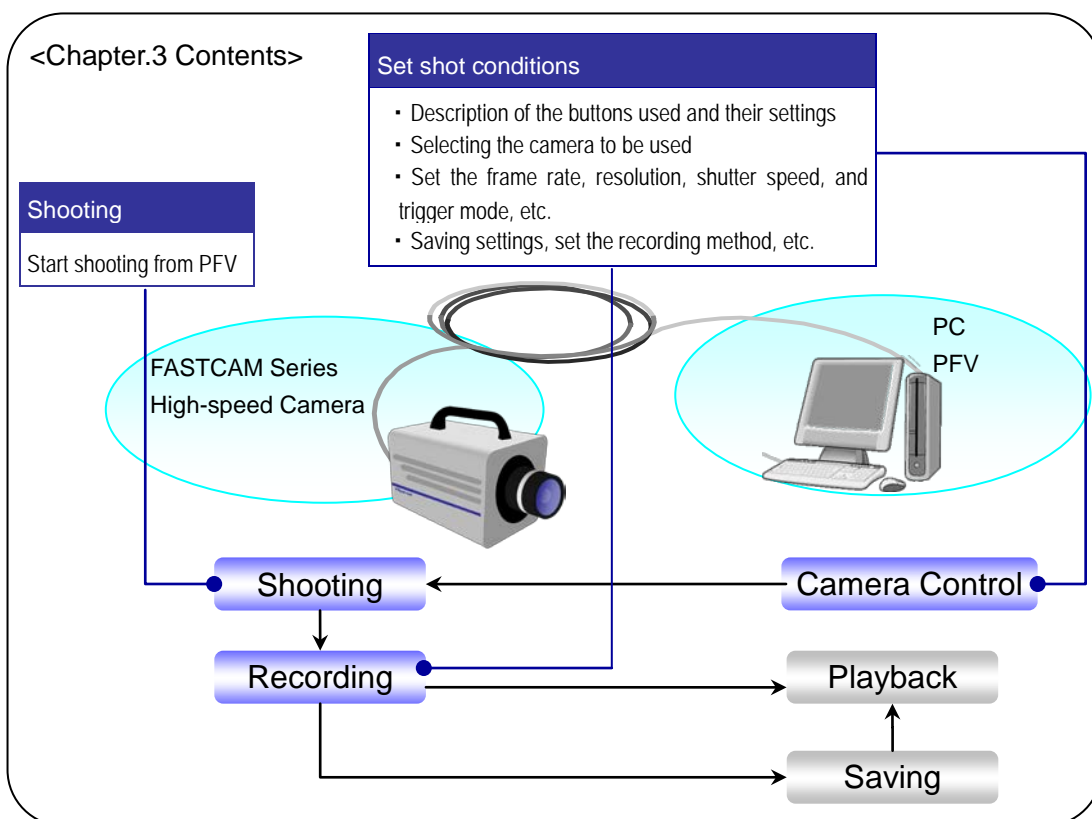 <Chapter.3 Contents>
Set shot conditions
・Description of the buttons used and their settings
・Selecting the camera to be used
・Set the frame rate, resolution, shutter speed, and
trigger mode, etc.
・Saving settings, set the recording method, etc.
Shooting
Start shooting from PFV
FASTCAM Series
High-speed Camera
PC
PFV
Shooting
Camera Control
Recording
Playback
Saving